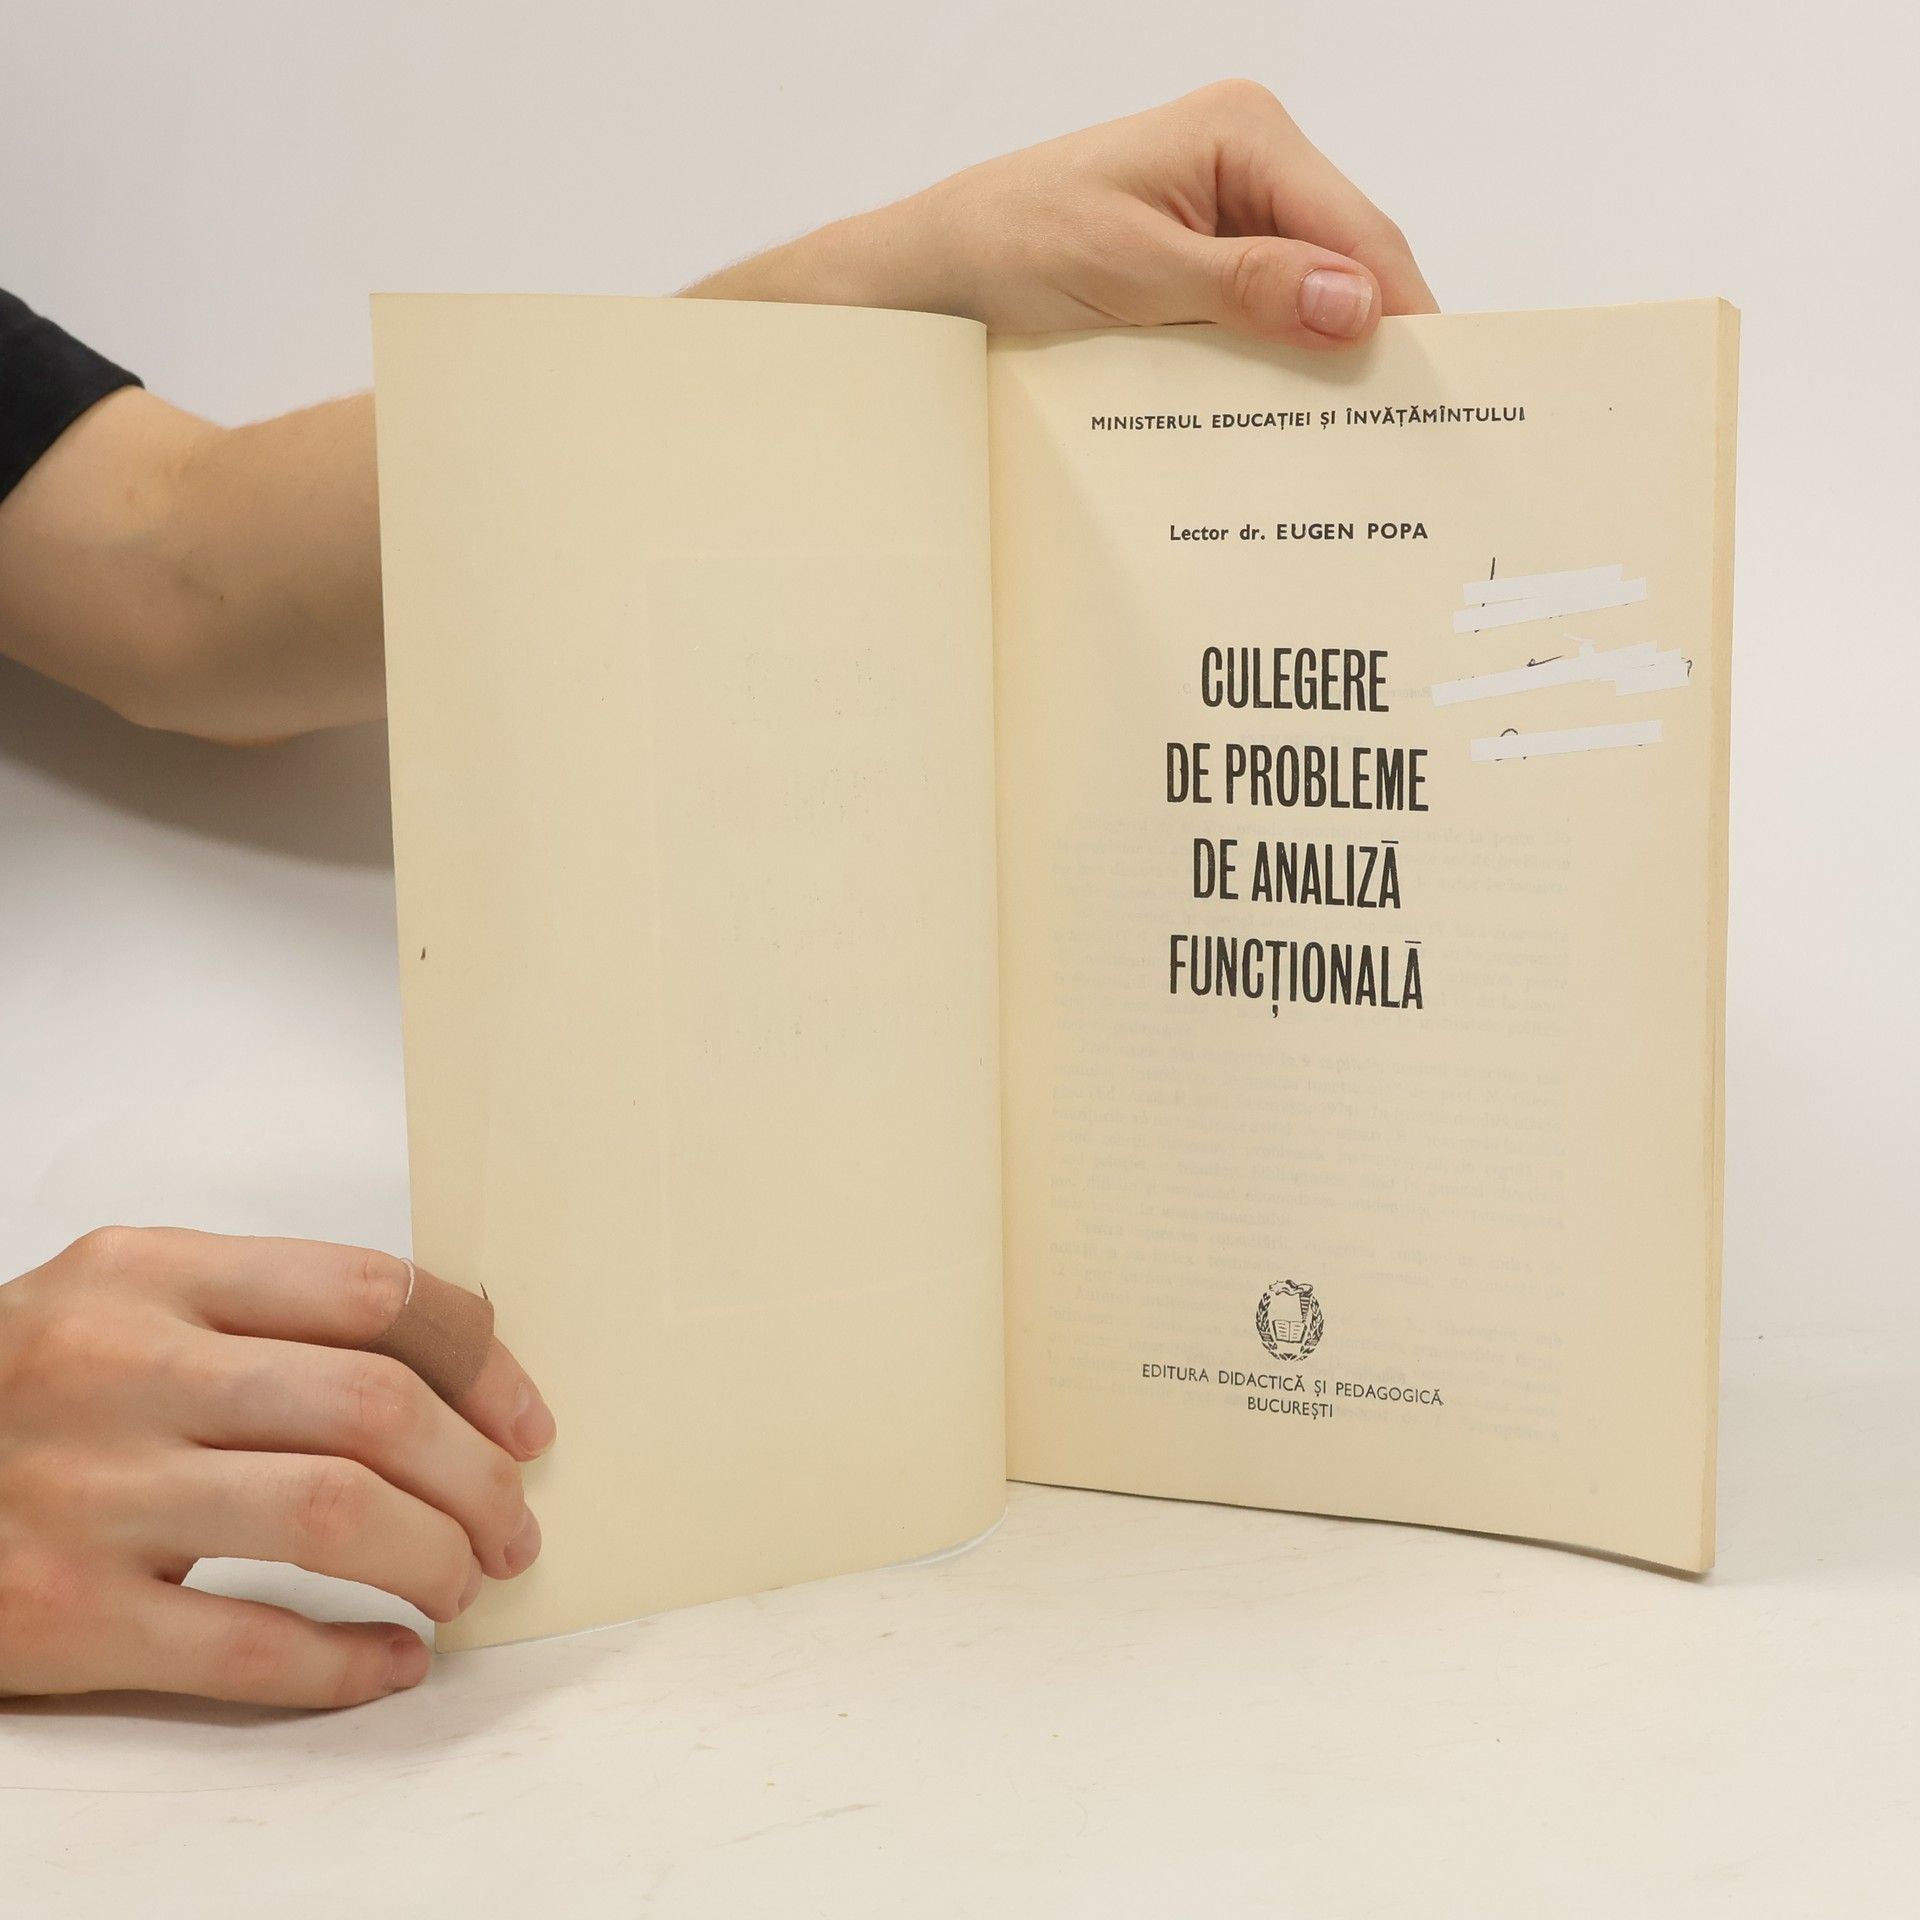 MINISTERUL EDUCAȚIEI ȘI ÎNVĂȚĂMÎNTULUI
Lector dr. EUGEN POPA
CULEGERE
DE PROBLEME
DE ANALIZĂ
FUNCȚIONALĂ
EDITURA DIDACTICĂ ȘI PEDAGOGICĂ
BUCUREȘTI